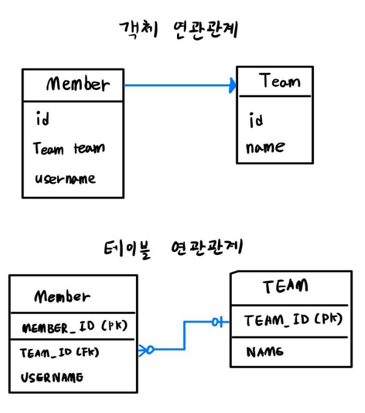 객체 연관관계
Member
id
Team team
username
Team
id
name
테이블 연관관계
Member
MEMBER_ID (PK)
TEAM_ID (FK)
USERNAME
TEAM
TEAM_ID (PK)
NAME